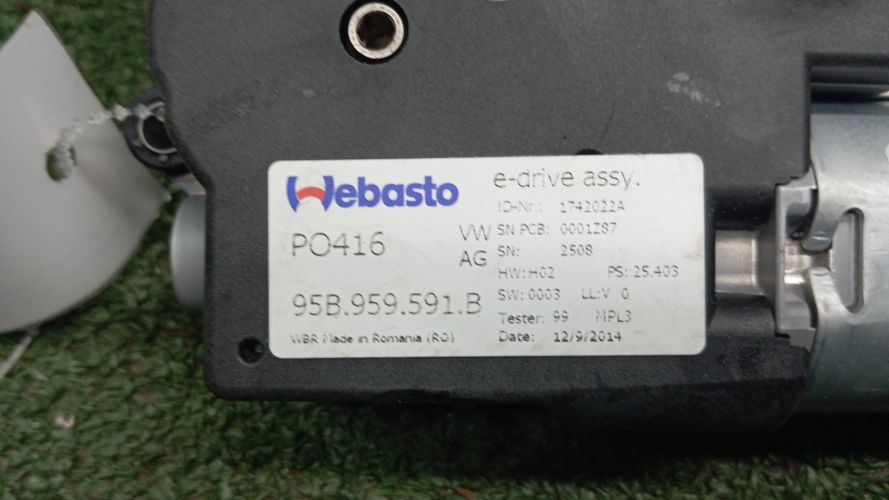 Webasto
e-drive assy.
ID-Nr.: 1742022A
PO416
VW AG
SN PCB: 0001Z87
SN: 2508
HW: H02 PS: 25.403
95B.959.591.B
SW: 0003 LL:V 0
Tester: 99 MPL3
WBR Made in Romania (RO)
Date: 12/9/2014